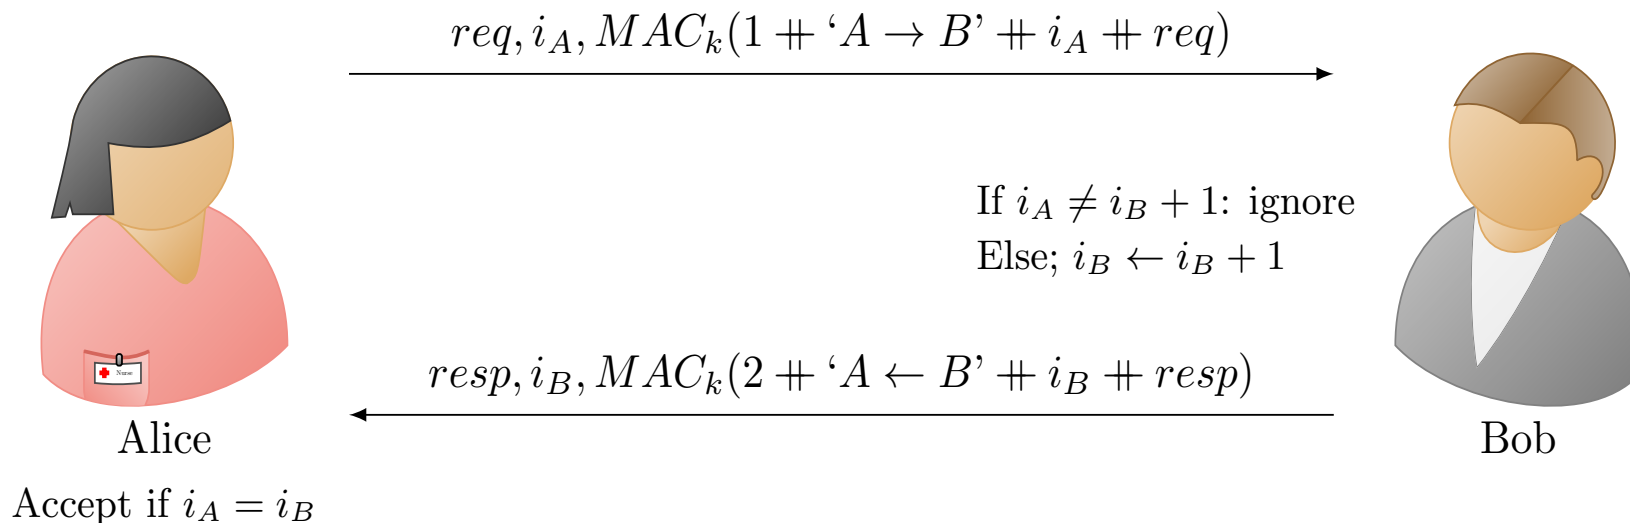 req, i_A, MAC_k(1 ⧺ ‘A → B’ ⧺ i_A ⧺ req)
If i_A ≠ i_B + 1: ignore
Else; i_B ← i_B + 1
resp, i_B, MAC_k(2 ⧺ ‘A ← B’ ⧺ i_B ⧺ resp)
Nurse
Alice
Bob
Accept if i_A = i_B